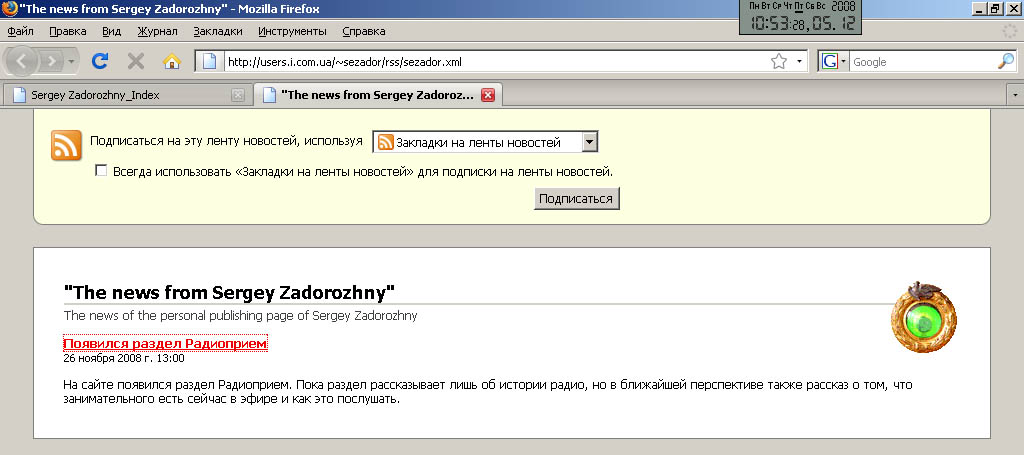 "The news from Sergey Zadorozhny" - Mozilla Firefox
Пн Вт Ср Чт Пт Сб Вс 2008
10:53:28,05.12
Файл Правка Вид Журнал Закладки Инструменты Справка
http://users.i.com.ua/~sezador/rss/sezador.xml
G Google
Sergey Zadorozhny_Index
"The news from Sergey Zadoroz...
Подписаться на эту ленту новостей, используя Закладки на ленты новостей
Всегда использовать «Закладки на ленты новостей» для подписки на ленты новостей.
Подписаться
"The news from Sergey Zadorozhny"
The news of the personal publishing page of Sergey Zadorozhny
Появился раздел Радиоприем
26 ноября 2008 г. 13:00
На сайте появился раздел Радиоприем. Пока раздел рассказывает лишь об истории радио, но в ближайшей перспективе также рассказ о том, что
занимательного есть сейчас в эфире и как это послушать.